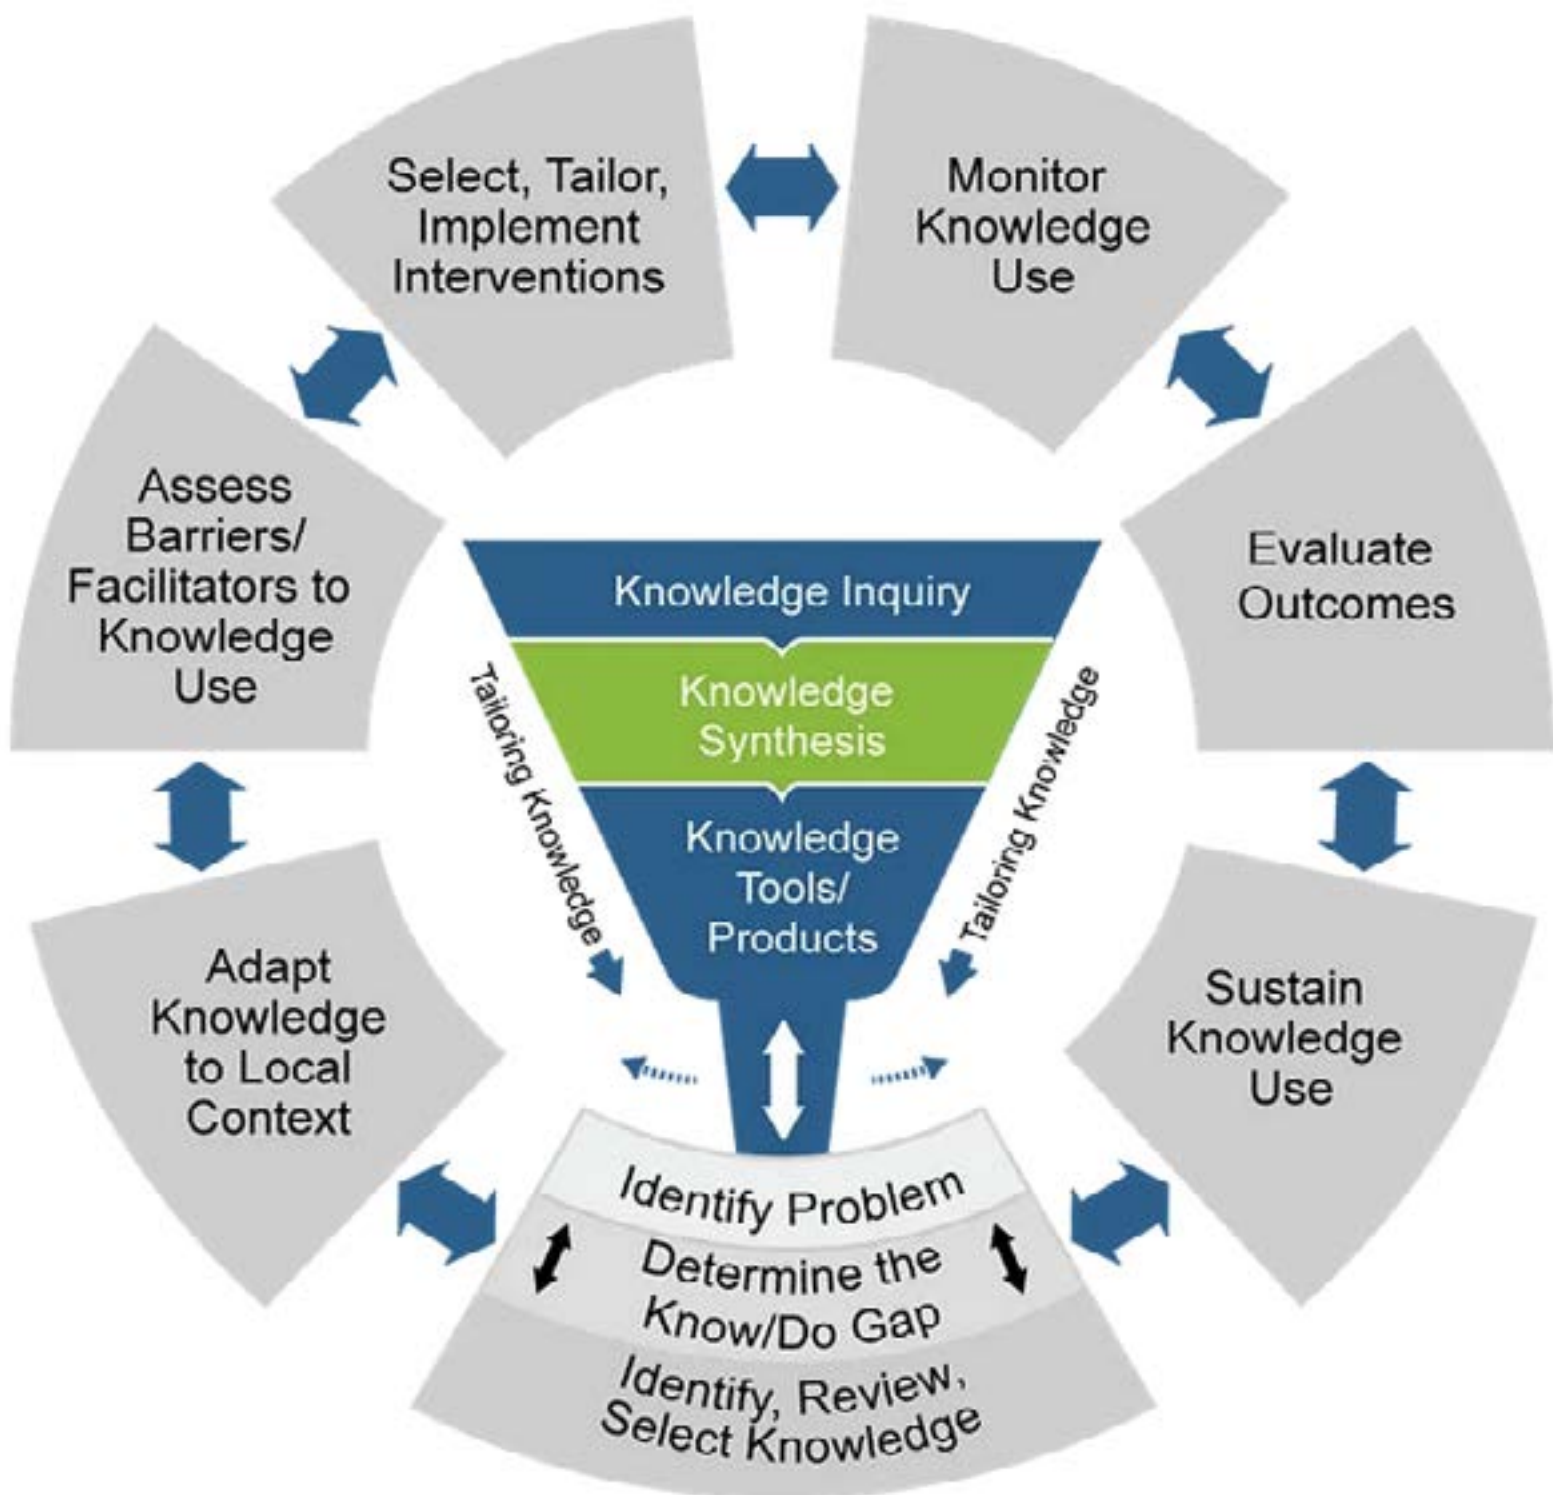 Select, Tailor,
Implement
Interventions
Monitor
Knowledge
Use
Assess
Barriers/
Facilitators to
Knowledge
Use
Evaluate
Outcomes
Knowledge Inquiry
Knowledge
Synthesis
Knowledge
Tools/
Products
Tailoring Knowledge
Tailoring Knowledge
Adapt
Knowledge
to Local
Context
Sustain
Knowledge
Use
Identify Problem
Determine the
Know/Do Gap
Identify, Review,
Select Knowledge